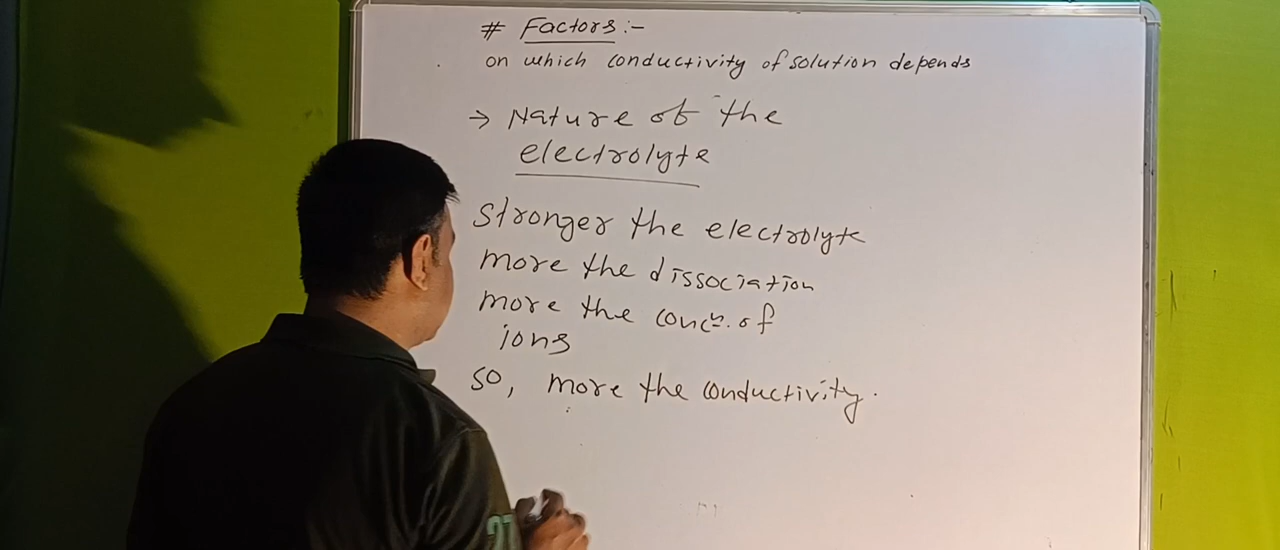 # Factors :-
on which conductivity of solution depends
→ Nature of the
electrolyte
Stronger the electrolyte
more the dissociation
more the concn. of
ions
so, more the conductivity.
27